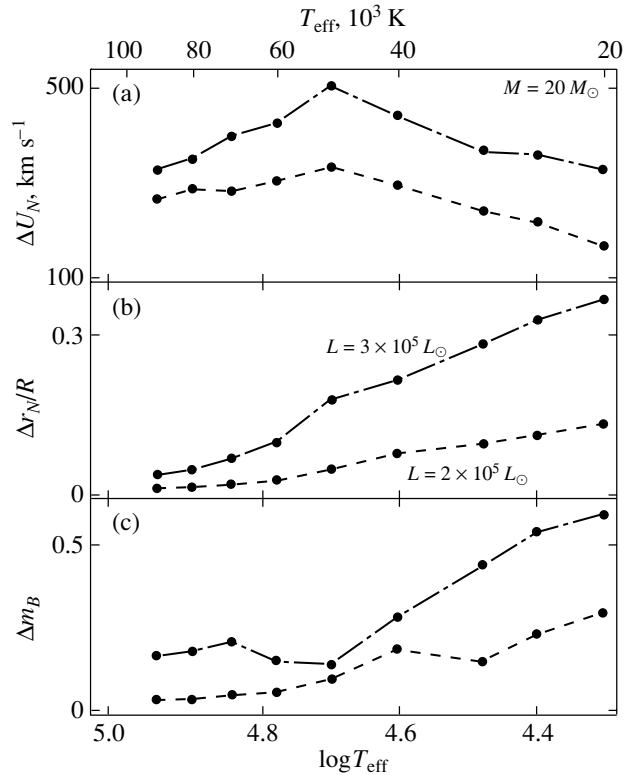 T_eff, 10^3 K
100 80 60 40 20
(a)
M = 20 M_⊙
500
ΔU_N, km s^−1
100
(b)
0.3
L = 3 × 10^5 L_⊙
Δr_N/R
L = 2 × 10^5 L_⊙
0
(c)
0.5
Δm_B
0
5.0 4.8 4.6 4.4
log T_eff